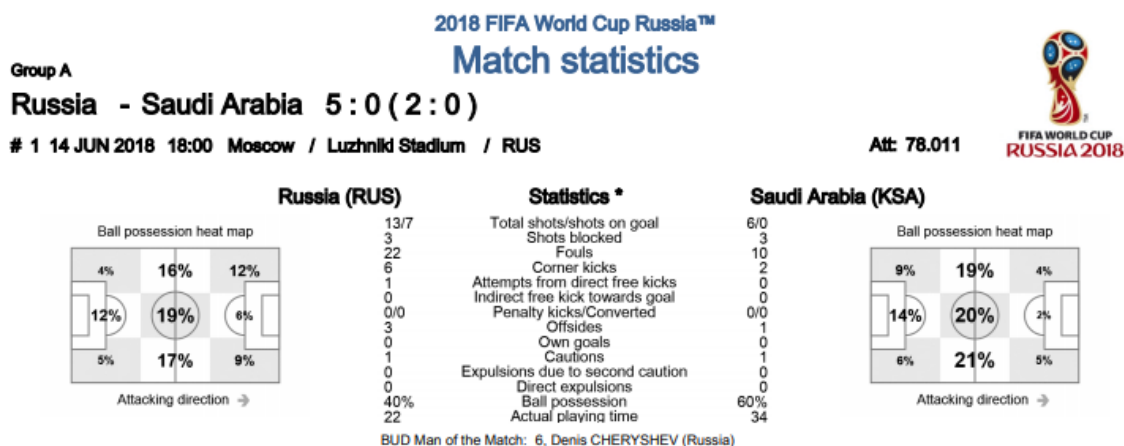 2018 FIFA World Cup Russia™
Match statistics
Group A
Russia - Saudi Arabia 5 : 0 ( 2 : 0 )
# 1 14 JUN 2018 18:00 Moscow / Luzhniki Stadium / RUS Att: 78.011
FIFA WORLD CUP
RUSSIA 2018
Russia (RUS) Statistics * Saudi Arabia (KSA)
13/7 Total shots/shots on goal 6/0
3 Shots blocked 3
22 Fouls 10
6 Corner kicks 2
1 Attempts from direct free kicks 0
0 Indirect free kick towards goal 0
0/0 Penalty kicks/Converted 0/0
3 Offsides 1
0 Own goals 0
1 Cautions 1
0 Expulsions due to second caution 0
0 Direct expulsions 0
40% Ball possession 60%
22 Actual playing time 34
Ball possession heat map
4% 16% 12%
12% 19% 6%
5% 17% 9%
Attacking direction →
Ball possession heat map
9% 19% 4%
14% 20% 2%
6% 21% 5%
Attacking direction →
BUD Man of the Match: 6, Denis CHERYSHEV (Russia)